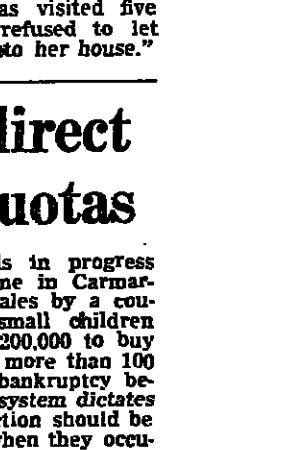 as visited five
refused to let
to her house.”
direct
uotas
is in progress
ne in Carmar-
ales by a cou-
small children
200,000 to buy
more than 100
bankruptcy be-
system dictates
tion should be
hen they occu-